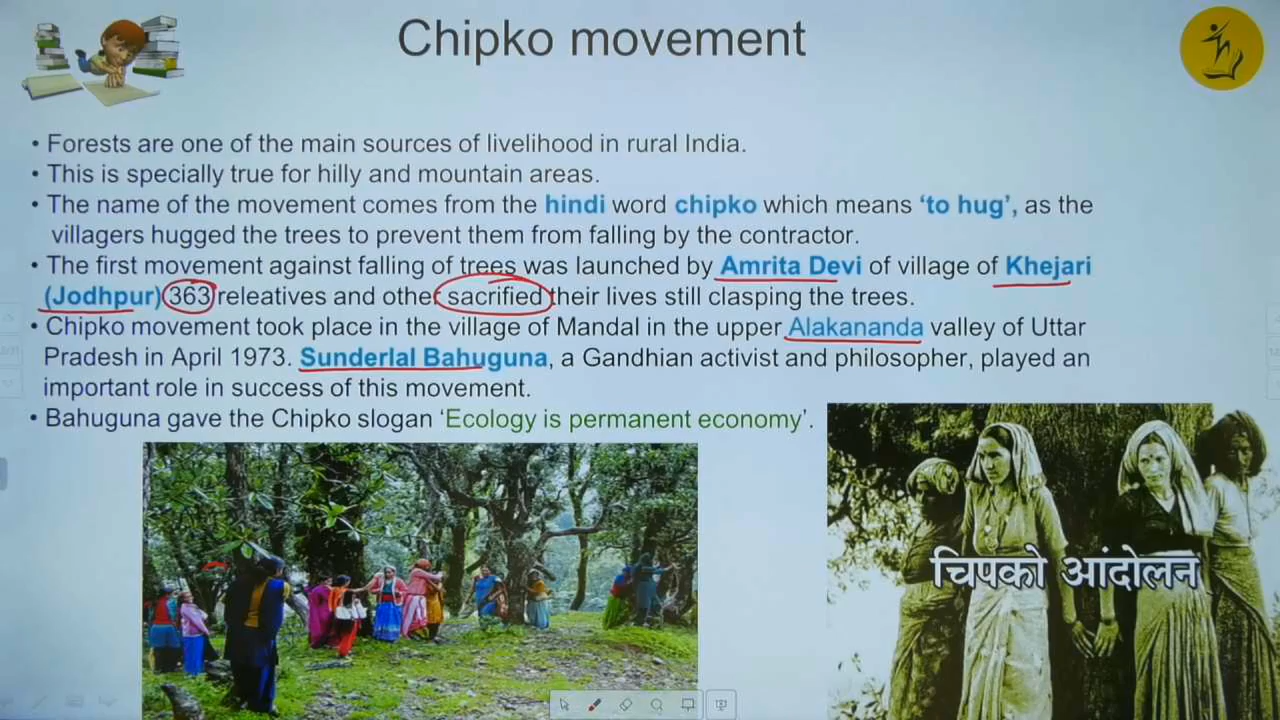 Chipko movement
• Forests are one of the main sources of livelihood in rural India.
• This is specially true for hilly and mountain areas.
• The name of the movement comes from the hindi word chipko which means ‘to hug’, as the
villagers hugged the trees to prevent them from falling by the contractor.
• The first movement against falling of trees was launched by Amrita Devi of village of Khejari
(Jodhpur) 363 releatives and other sacrified their lives still clasping the trees.
• Chipko movement took place in the village of Mandal in the upper Alakananda valley of Uttar
Pradesh in April 1973. Sunderlal Bahuguna, a Gandhian activist and philosopher, played an
important role in success of this movement.
• Bahuguna gave the Chipko slogan ‘Ecology is permanent economy’.
चिपको आंदोलन